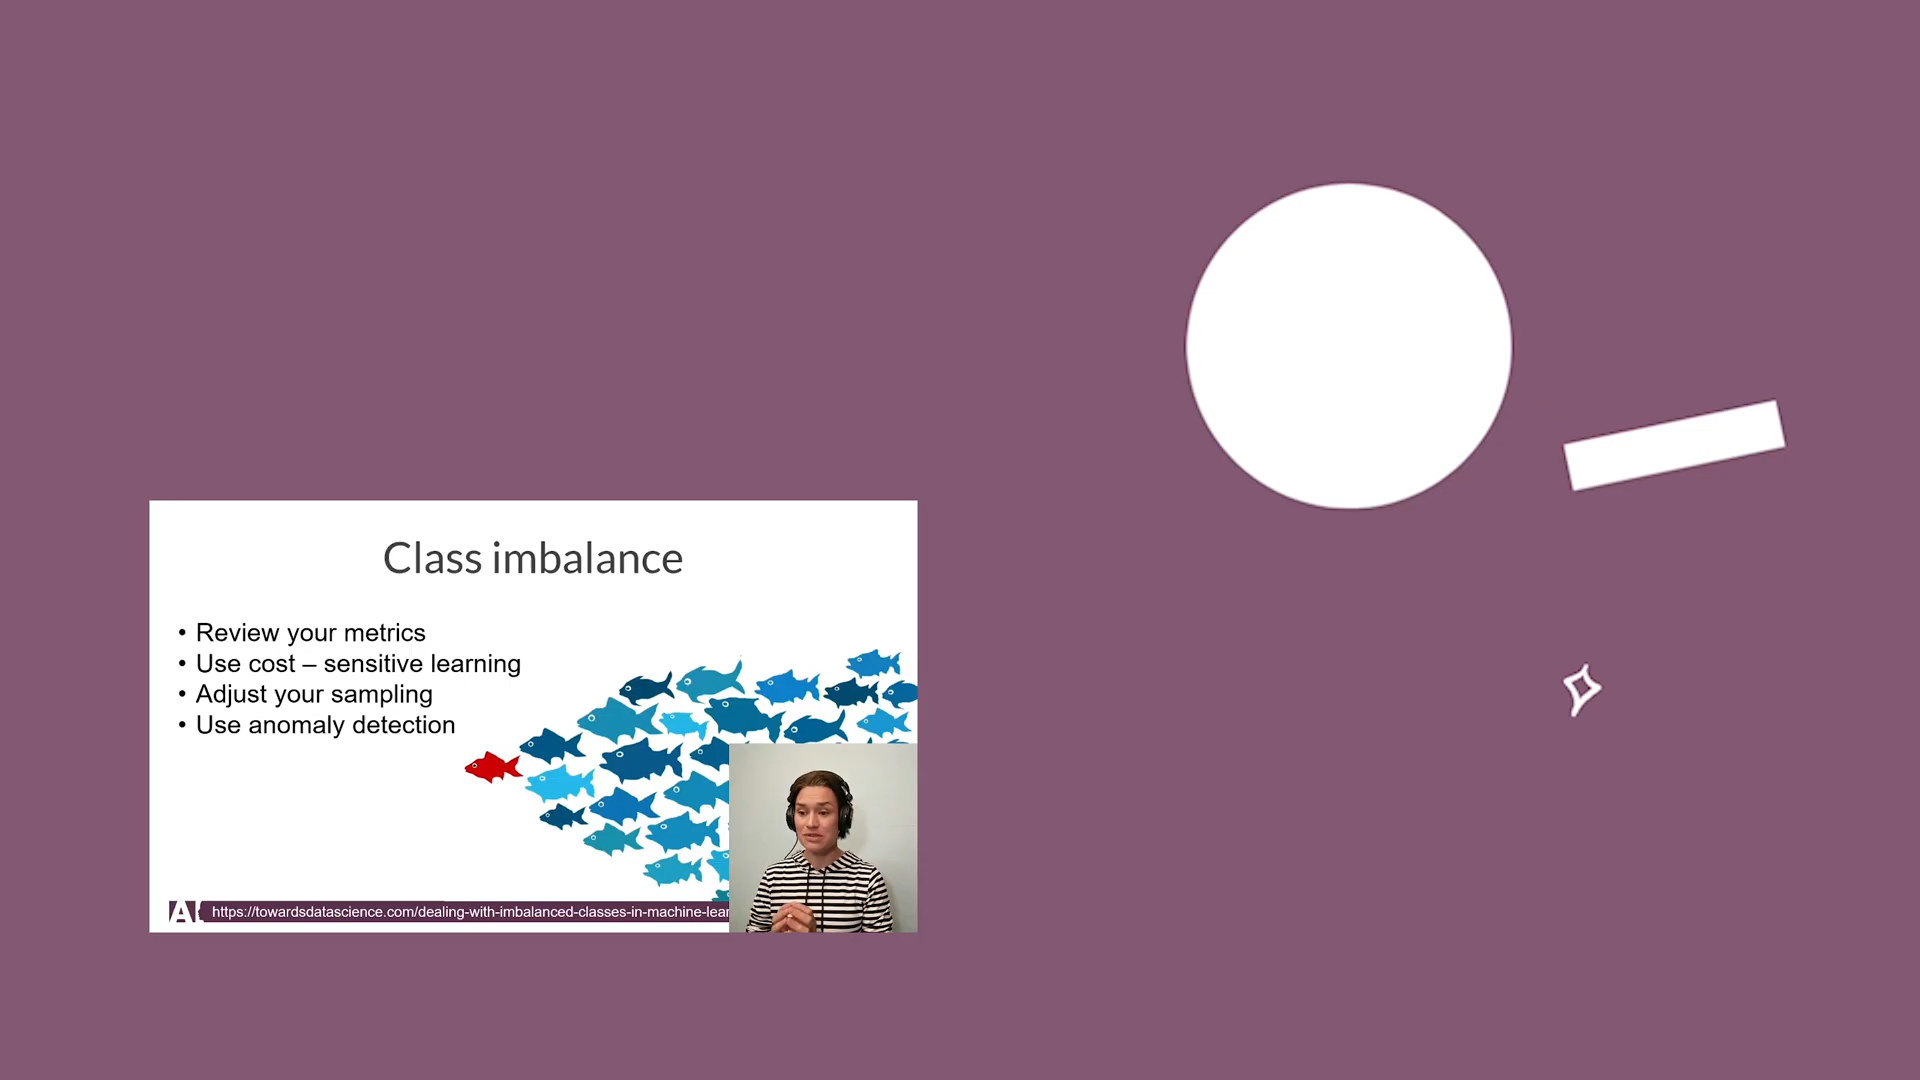 Class imbalance
• Review your metrics
• Use cost – sensitive learning
• Adjust your sampling
• Use anomaly detection
https://towardsdatascience.com/dealing-with-imbalanced-classes-in-machine-lear